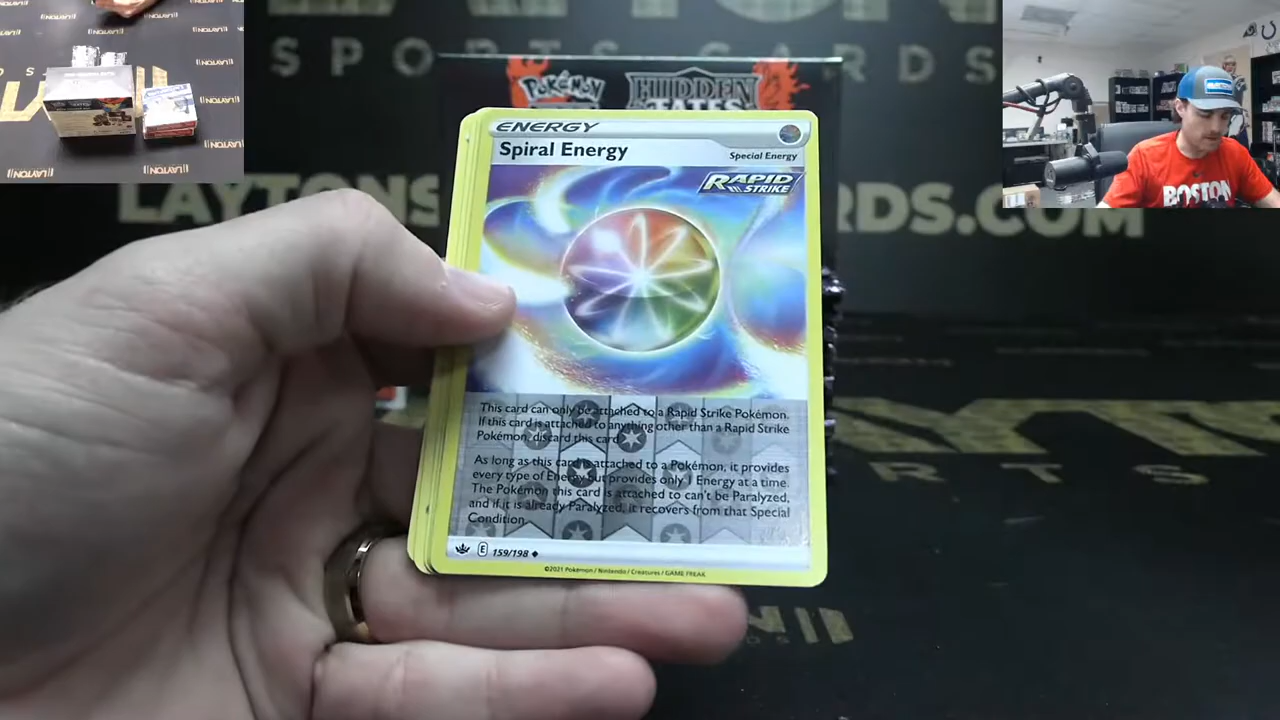 SPORTS CARDS
POKÉMON
HIDDEN
FATES
LAYTONSPORTSCARDS.COM
ENERGY
Spiral Energy
Special Energy
RAPID
STRIKE
This card can only be attached to a Rapid Strike Pokémon.
If this card is attached to anything other than a Rapid Strike
Pokémon, discard this card.
As long as this card is attached to a Pokémon, it provides
every type of Energy but provides only 1 Energy at a time.
The Pokémon this card is attached to can't be Paralyzed,
and if it is already Paralyzed, it recovers from that Special
Condition.
E 159/198
©2021 Pokémon / Nintendo / Creatures / GAME FREAK
BOSTON
LAYTON